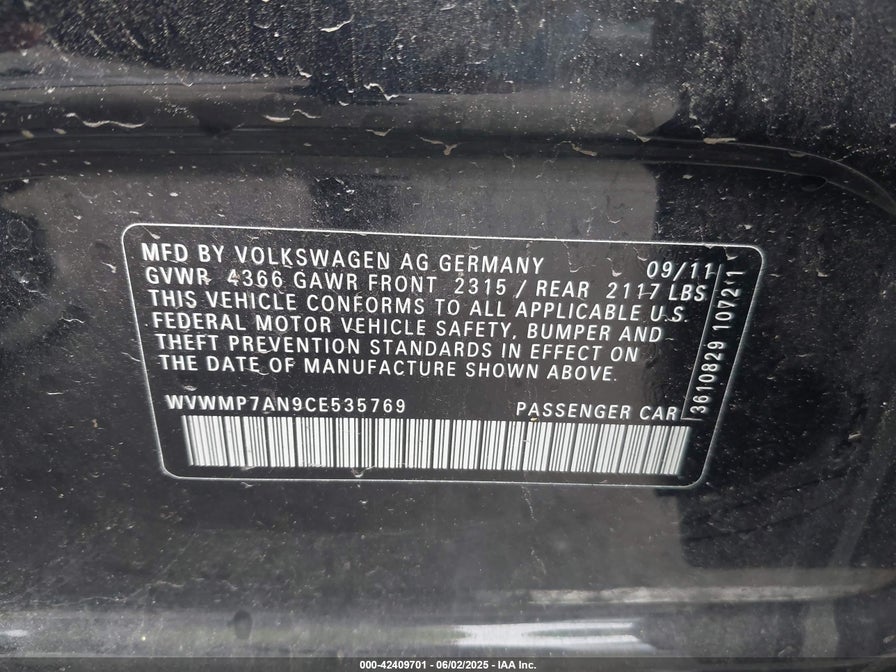 MFD BY VOLKSWAGEN AG GERMANY 09/11
GVWR 4366 GAWR FRONT 2315 / REAR 2117 LBS
THIS VEHICLE CONFORMS TO ALL APPLICABLE U.S.
FEDERAL MOTOR VEHICLE SAFETY, BUMPER AND
THEFT PREVENTION STANDARDS IN EFFECT ON
THE DATE OF MANUFACTURE SHOWN ABOVE.
WVWMP7AN9CE535769 PASSENGER CAR
3610829 10721
000-42409701 - 06/02/2025 - IAA Inc.